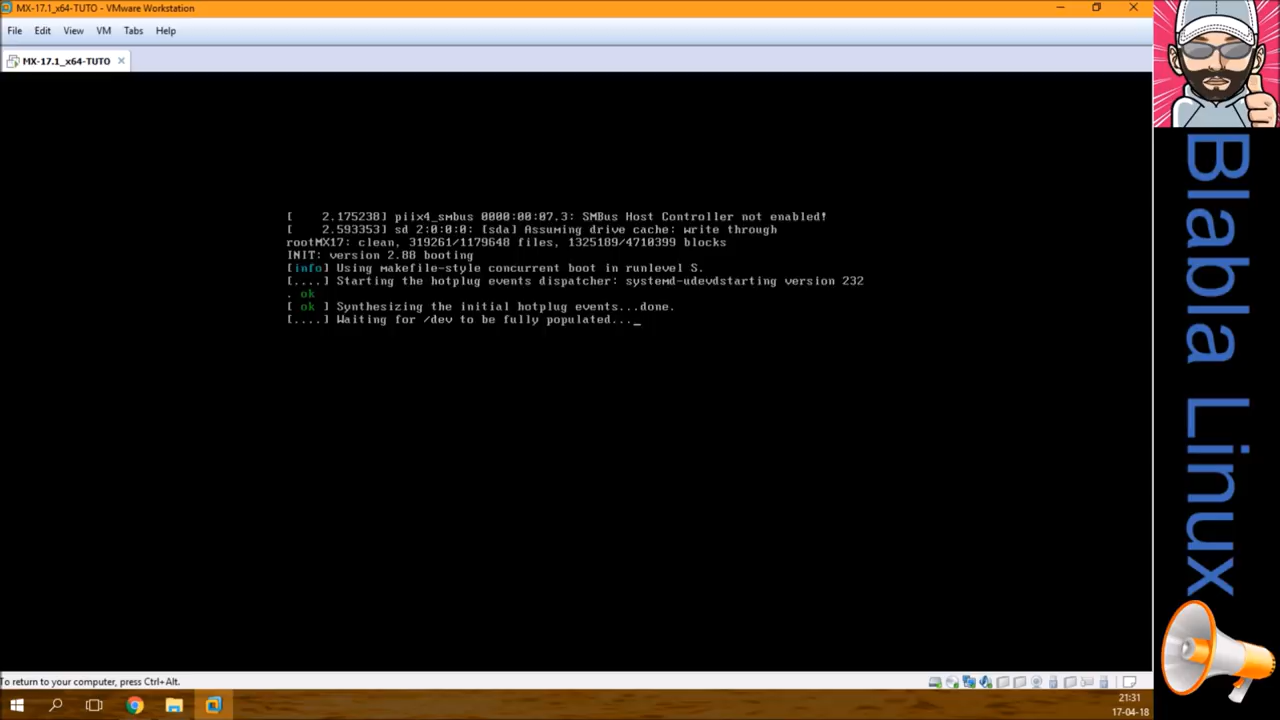 MX-17.1_x64-TUTO - VMware Workstation
File Edit View VM Tabs Help
MX-17.1_x64-TUTO
[    2.175238] piix4_smbus 0000:00:07.3: SMBus Host Controller not enabled!
[    2.593353] sd 2:0:0:0: [sda] Assuming drive cache: write through
rootMX17: clean, 319261/1179648 files, 1325189/4710399 blocks
INIT: version 2.88 booting
[info] Using makefile-style concurrent boot in runlevel S.
[....] Starting the hotplug events dispatcher: systemd-udevdstarting version 232
. ok
[ ok ] Synthesizing the initial hotplug events...done.
[....] Waiting for /dev to be fully populated..._
To return to your computer, press Ctrl+Alt.
21:31
17-04-18
Blabla Linux